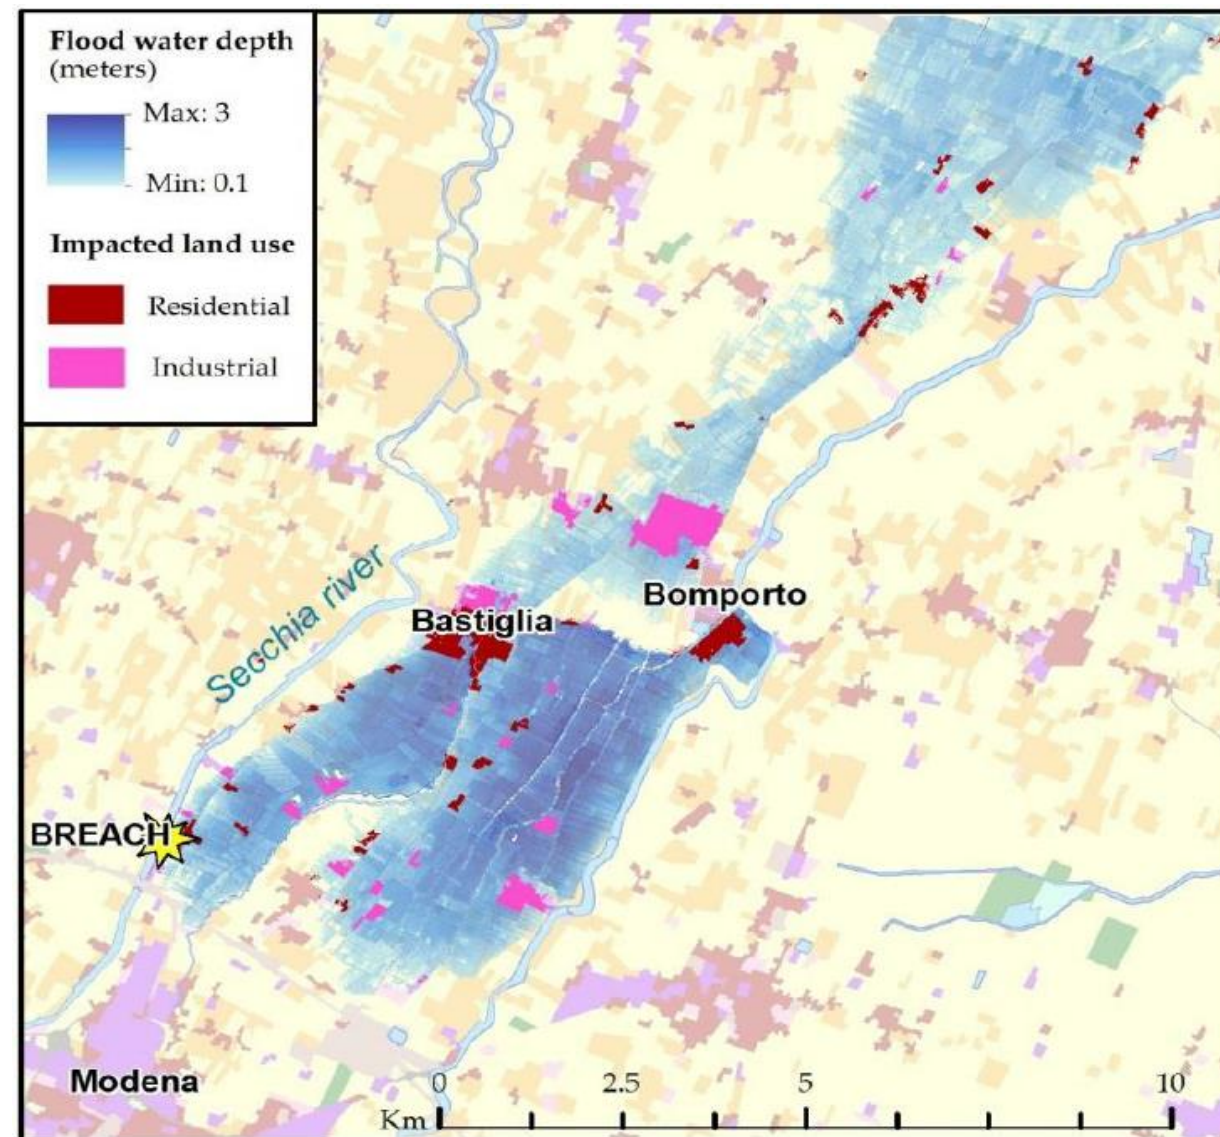 Flood water depth
(meters)
Max: 3
Min: 0.1
Impacted land use
Residential
Industrial
Secchia river
Bastiglia
Bomporto
BREACH
Modena
0 2.5 5 10
Km